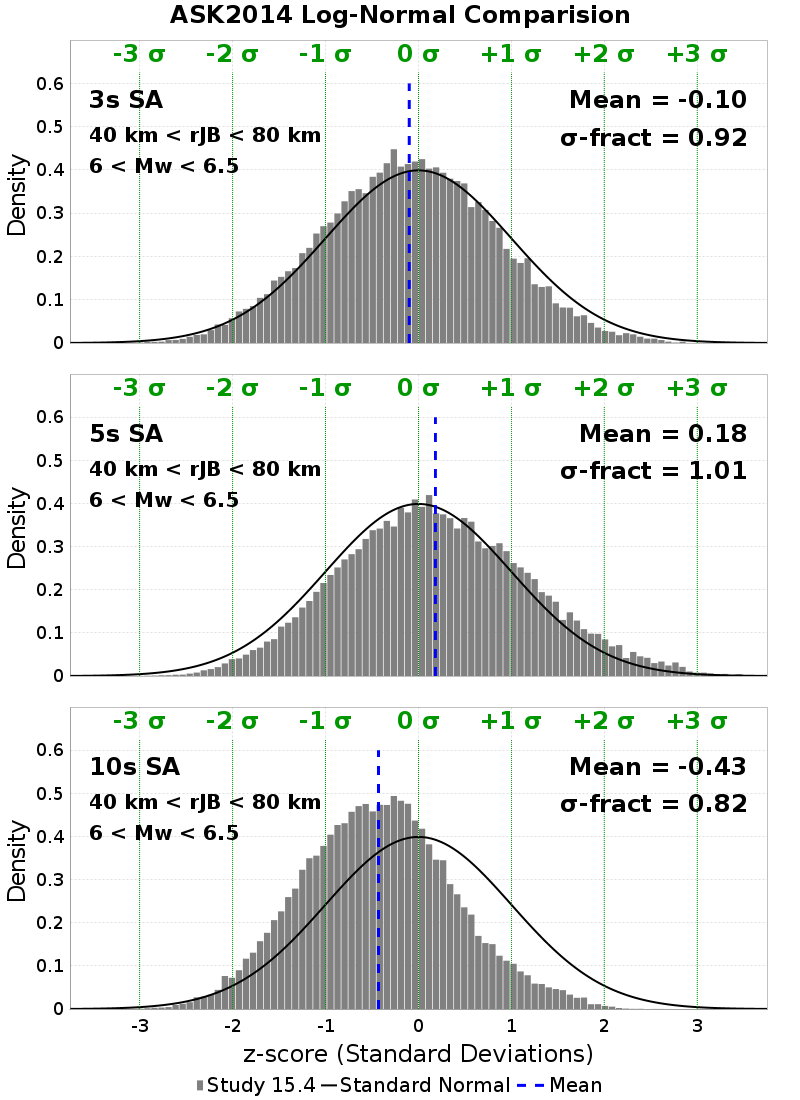 ASK2014 Log-Normal Comparision
-3 σ -2 σ -1 σ 0 σ +1 σ +2 σ +3 σ
3s SA
40 km < rJB < 80 km
6 < Mw < 6.5
Mean = -0.10
σ-fract = 0.92
Density
0.6
0.5
0.4
0.3
0.2
0.1
0
-3 σ -2 σ -1 σ 0 σ +1 σ +2 σ +3 σ
5s SA
40 km < rJB < 80 km
6 < Mw < 6.5
Mean = 0.18
σ-fract = 1.01
Density
0.6
0.5
0.4
0.3
0.2
0.1
0
-3 σ -2 σ -1 σ 0 σ +1 σ +2 σ +3 σ
10s SA
40 km < rJB < 80 km
6 < Mw < 6.5
Mean = -0.43
σ-fract = 0.82
Density
0.6
0.5
0.4
0.3
0.2
0.1
0
-3 -2 -1 0 1 2 3
z-score (Standard Deviations)
Study 15.4 Standard Normal Mean